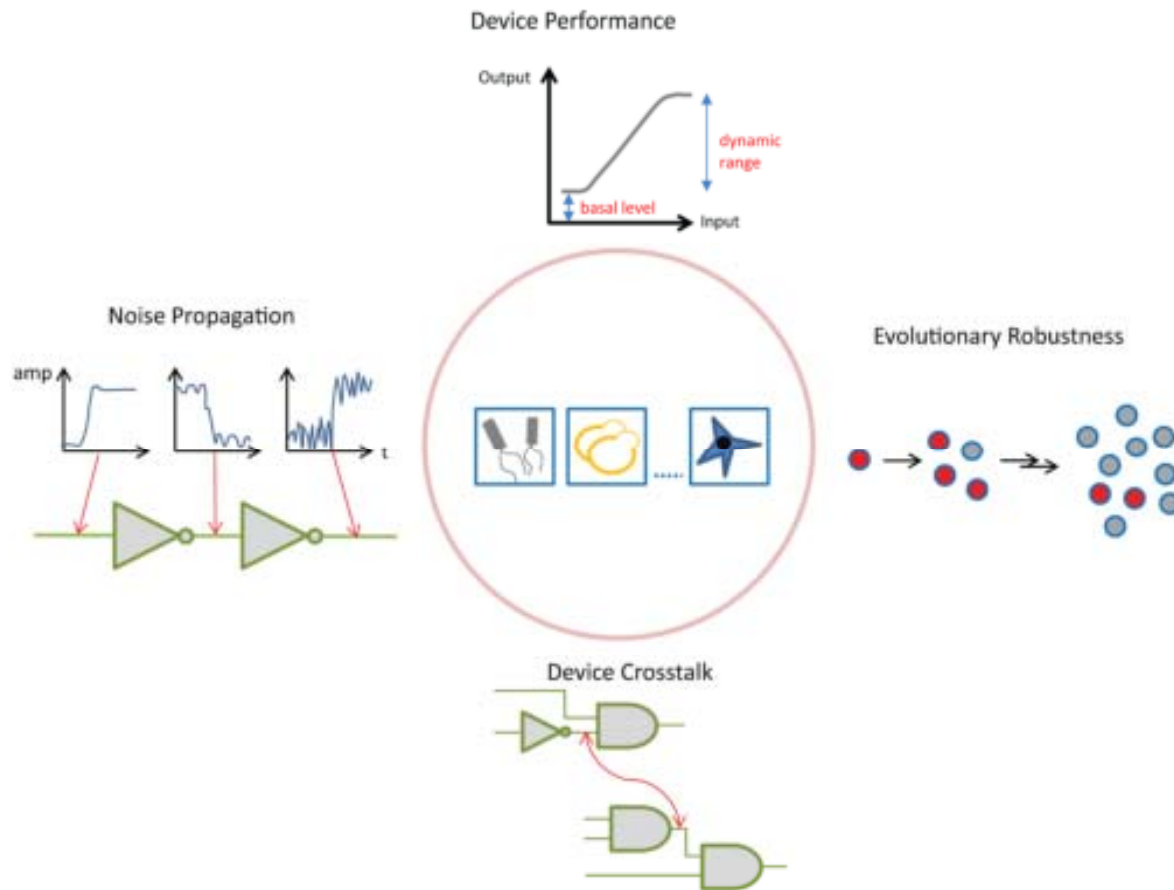 Device Performance
Output
dynamic
range
basal level
Input
Noise Propagation
amp
t
Evolutionary Robustness
.....
Device Crosstalk